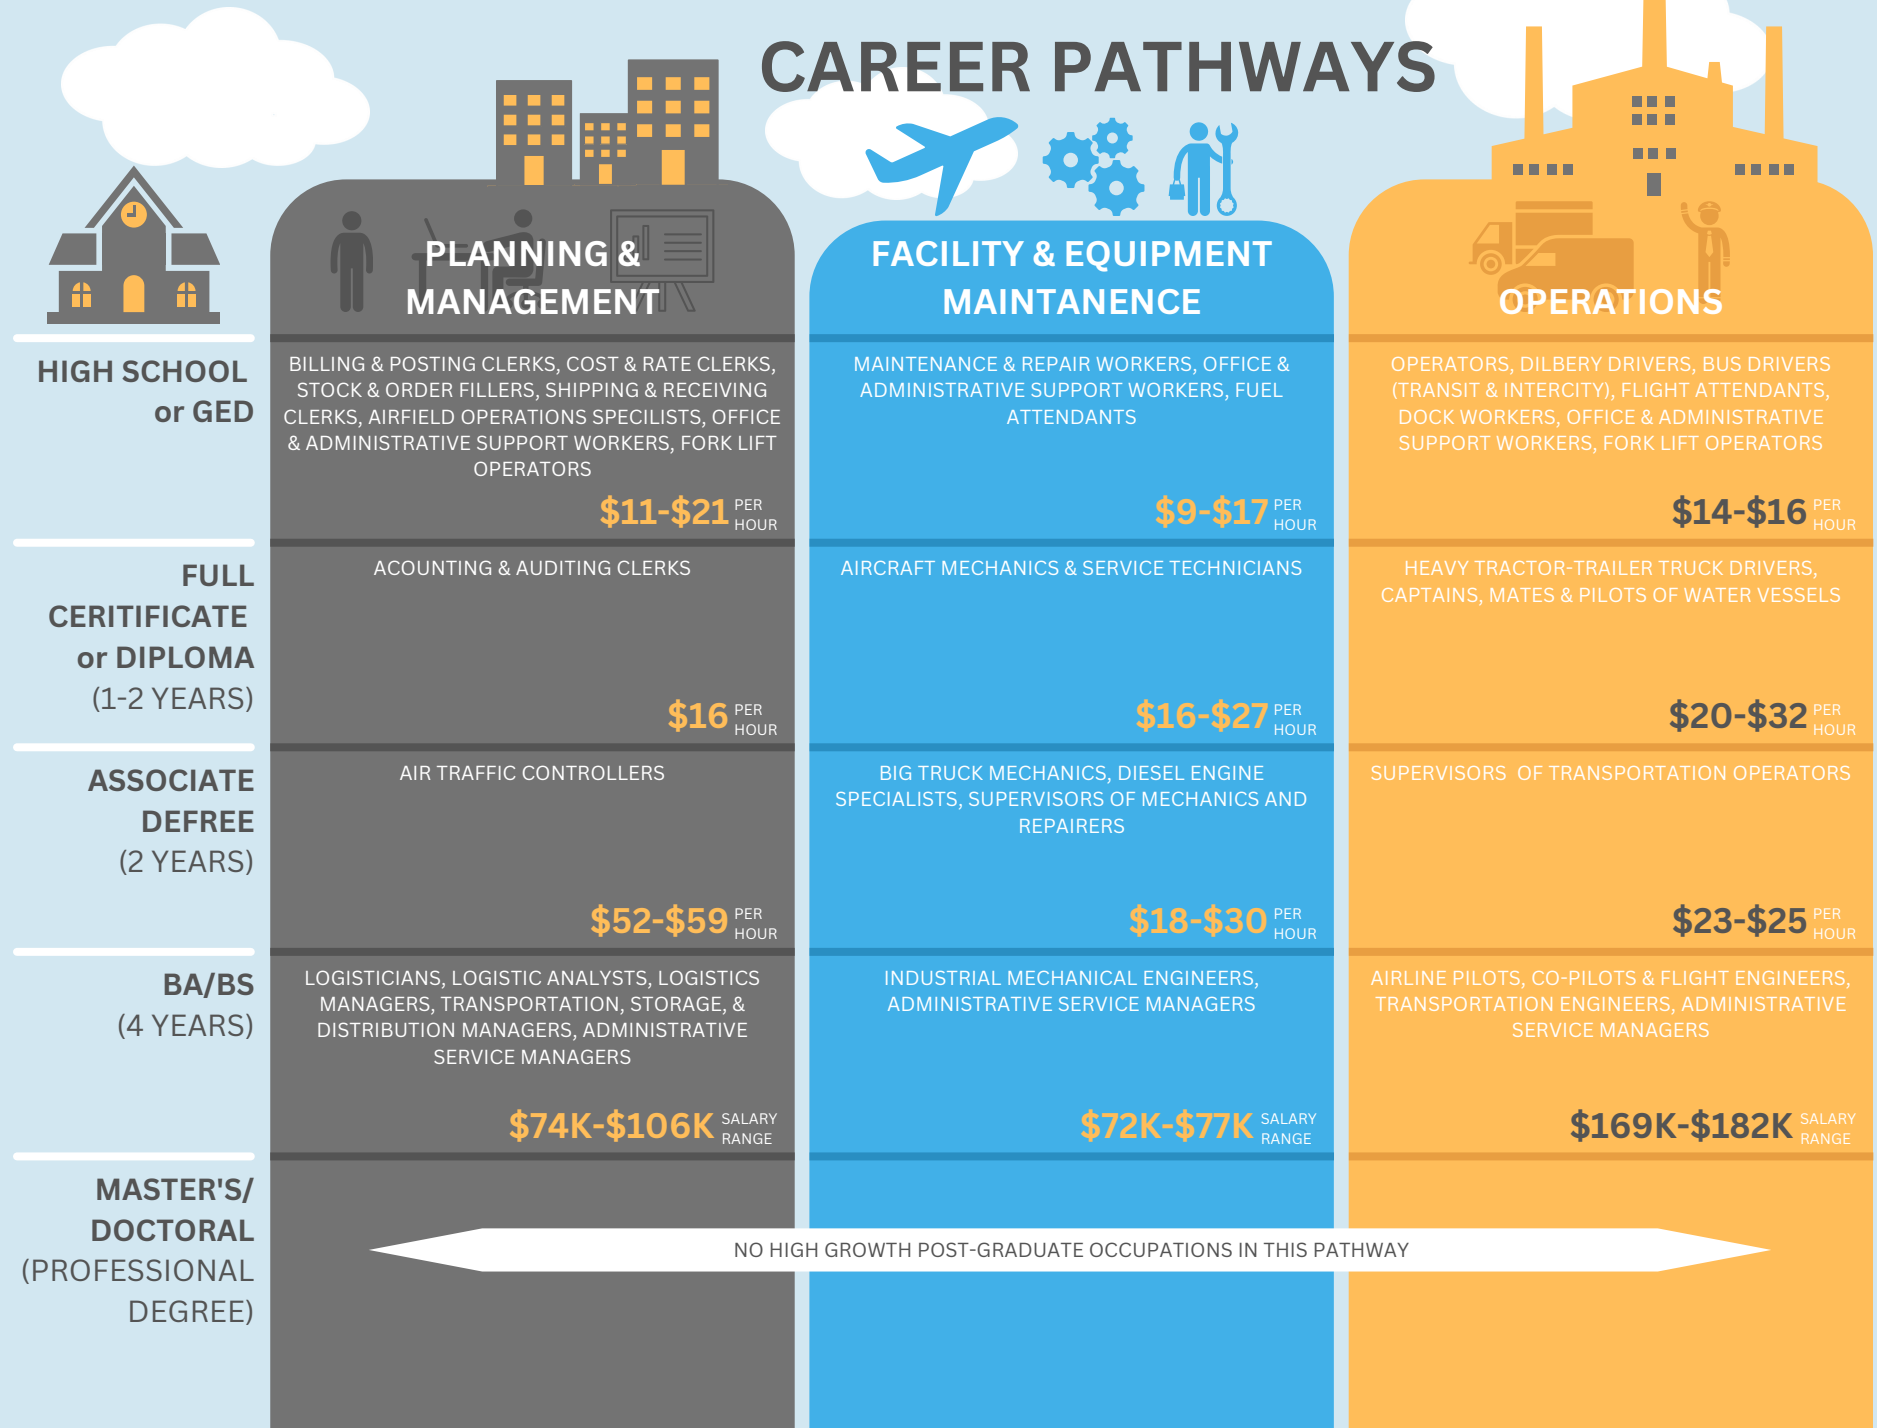 CAREER PATHWAYS
PLANNING &
MANAGEMENT
FACILITY & EQUIPMENT
MAINTANENCE
OPERATIONS
HIGH SCHOOL
or GED
BILLING & POSTING CLERKS, COST & RATE CLERKS,
STOCK & ORDER FILLERS, SHIPPING & RECEIVING
CLERKS, AIRFIELD OPERATIONS SPECILISTS, OFFICE
& ADMINISTRATIVE SUPPORT WORKERS, FORK LIFT
OPERATORS
$11-$21 PER
HOUR
MAINTENANCE & REPAIR WORKERS, OFFICE &
ADMINISTRATIVE SUPPORT WORKERS, FUEL
ATTENDANTS
$9-$17 PER
HOUR
OPERATORS, DILBERY DRIVERS, BUS DRIVERS
(TRANSIT & INTERCITY), FLIGHT ATTENDANTS,
DOCK WORKERS, OFFICE & ADMINISTRATIVE
SUPPORT WORKERS, FORK LIFT OPERATORS
$14-$16 PER
HOUR
FULL
CERITIFICATE
or DIPLOMA
(1-2 YEARS)
ACOUNTING & AUDITING CLERKS
$16 PER
HOUR
AIRCRAFT MECHANICS & SERVICE TECHNICIANS
$16-$27 PER
HOUR
HEAVY TRACTOR-TRAILER TRUCK DRIVERS,
CAPTAINS, MATES & PILOTS OF WATER VESSELS
$20-$32 PER
HOUR
ASSOCIATE
DEFREE
(2 YEARS)
AIR TRAFFIC CONTROLLERS
$52-$59 PER
HOUR
BIG TRUCK MECHANICS, DIESEL ENGINE
SPECIALISTS, SUPERVISORS OF MECHANICS AND
REPAIRERS
$18-$30 PER
HOUR
SUPERVISORS OF TRANSPORTATION OPERATORS
$23-$25 PER
HOUR
BA/BS
(4 YEARS)
LOGISTICIANS, LOGISTIC ANALYSTS, LOGISTICS
MANAGERS, TRANSPORTATION, STORAGE, &
DISTRIBUTION MANAGERS, ADMINISTRATIVE
SERVICE MANAGERS
$74K-$106K SALARY
RANGE
INDUSTRIAL MECHANICAL ENGINEERS,
ADMINISTRATIVE SERVICE MANAGERS
$72K-$77K SALARY
RANGE
AIRLINE PILOTS, CO-PILOTS & FLIGHT ENGINEERS,
TRANSPORTATION ENGINEERS, ADMINISTRATIVE
SERVICE MANAGERS
$169K-$182K SALARY
RANGE
MASTER'S/
DOCTORAL
(PROFESSIONAL
DEGREE)
NO HIGH GROWTH POST-GRADUATE OCCUPATIONS IN THIS PATHWAY